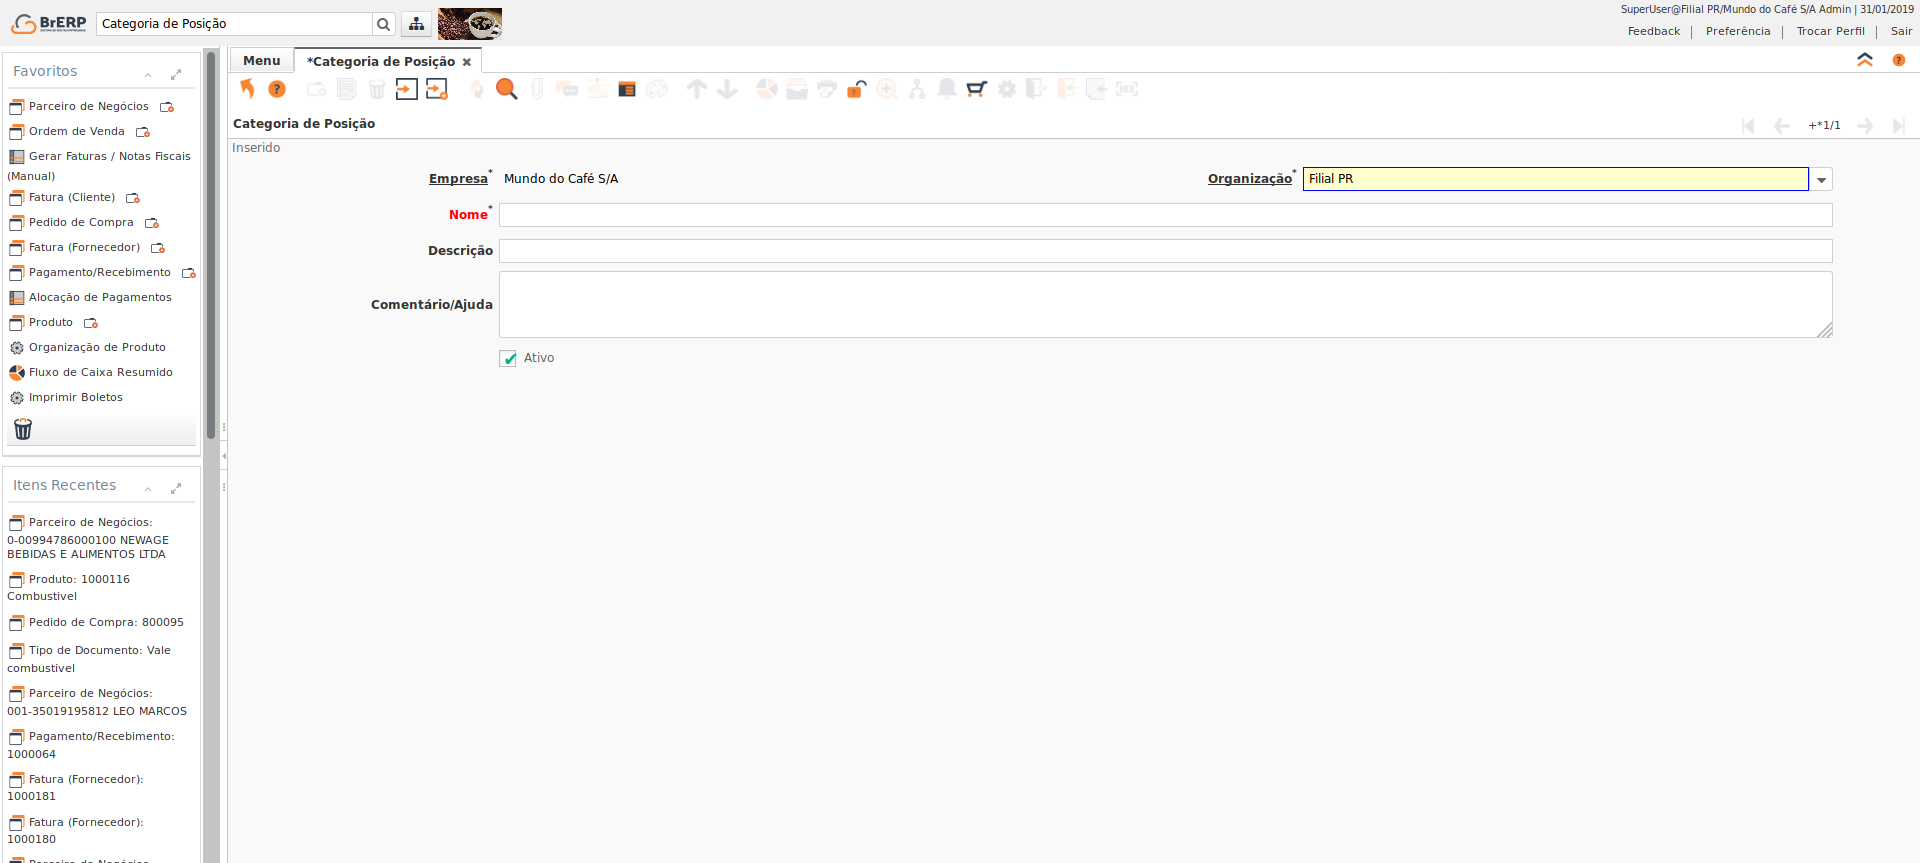 BrERP
Categoria de Posição
SuperUser@Filial PR/Mundo do Café S/A Admin | 31/01/2019
Feedback | Preferência | Trocar Perfil | Sair
Favoritos
Parceiro de Negócios
Ordem de Venda
Gerar Faturas / Notas Fiscais
(Manual)
Fatura (Cliente)
Pedido de Compra
Fatura (Fornecedor)
Pagamento/Recebimento
Alocação de Pagamentos
Produto
Organização de Produto
Fluxo de Caixa Resumido
Imprimir Boletos
Itens Recentes
Parceiro de Negócios:
0-00994786000100 NEWAGE
BEBIDAS E ALIMENTOS LTDA
Produto: 1000116
Combustivel
Pedido de Compra: 800095
Tipo de Documento: Vale
combustivel
Parceiro de Negócios:
001-35019195812 LEO MARCOS
Pagamento/Recebimento:
1000064
Fatura (Fornecedor):
1000181
Fatura (Fornecedor):
1000180
Menu
*Categoria de Posição
Categoria de Posição
+*1/1
Inserido
Empresa* Mundo do Café S/A
Organização* Filial PR
Nome*
Descrição
Comentário/Ajuda
Ativo